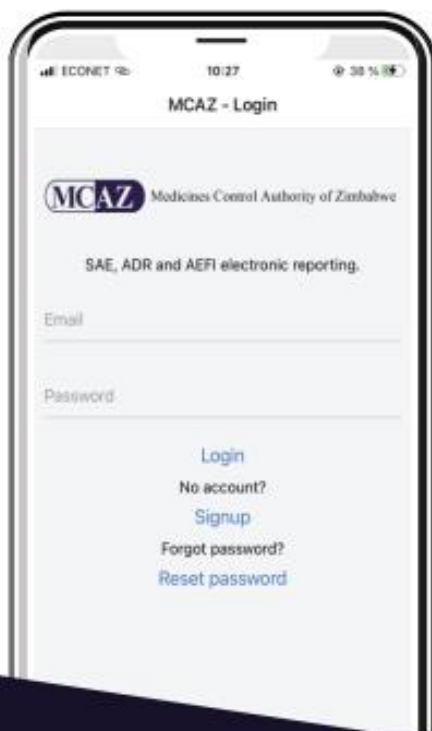 ECONET 10:27 38 %
MCAZ - Login
MCAZ Medicines Control Authority of Zimbabwe
SAE, ADR and AEFI electronic reporting.
Email
Password
Login
No account?
Signup
Forgot password?
Reset password